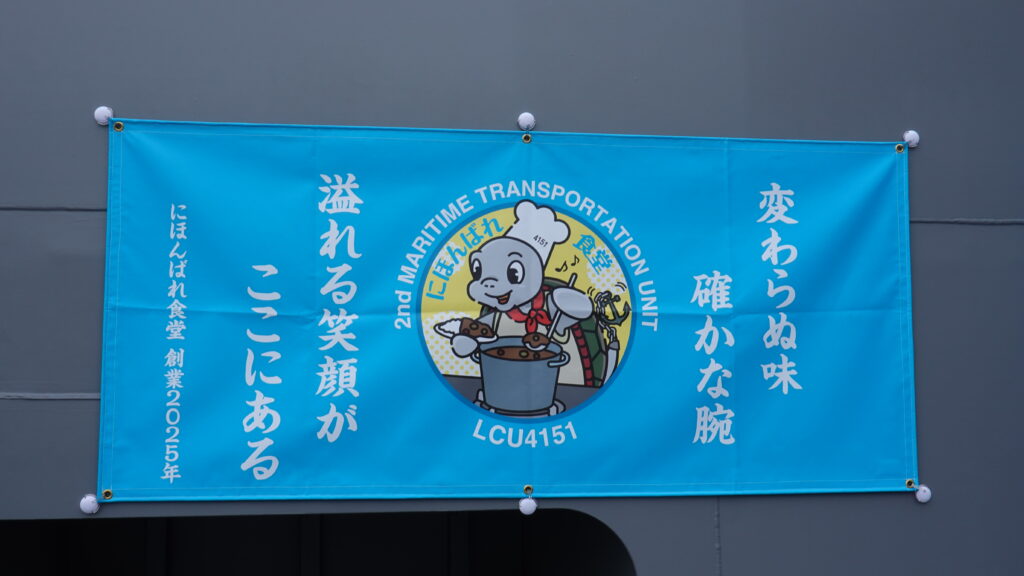 変わらぬ味
確かな腕
2nd MARITIME TRANSPORTATION UNIT
にほんばれ 食堂
4151
LCU4151
溢れる笑顔が
ここにある
にほんばれ食堂 創業2025年